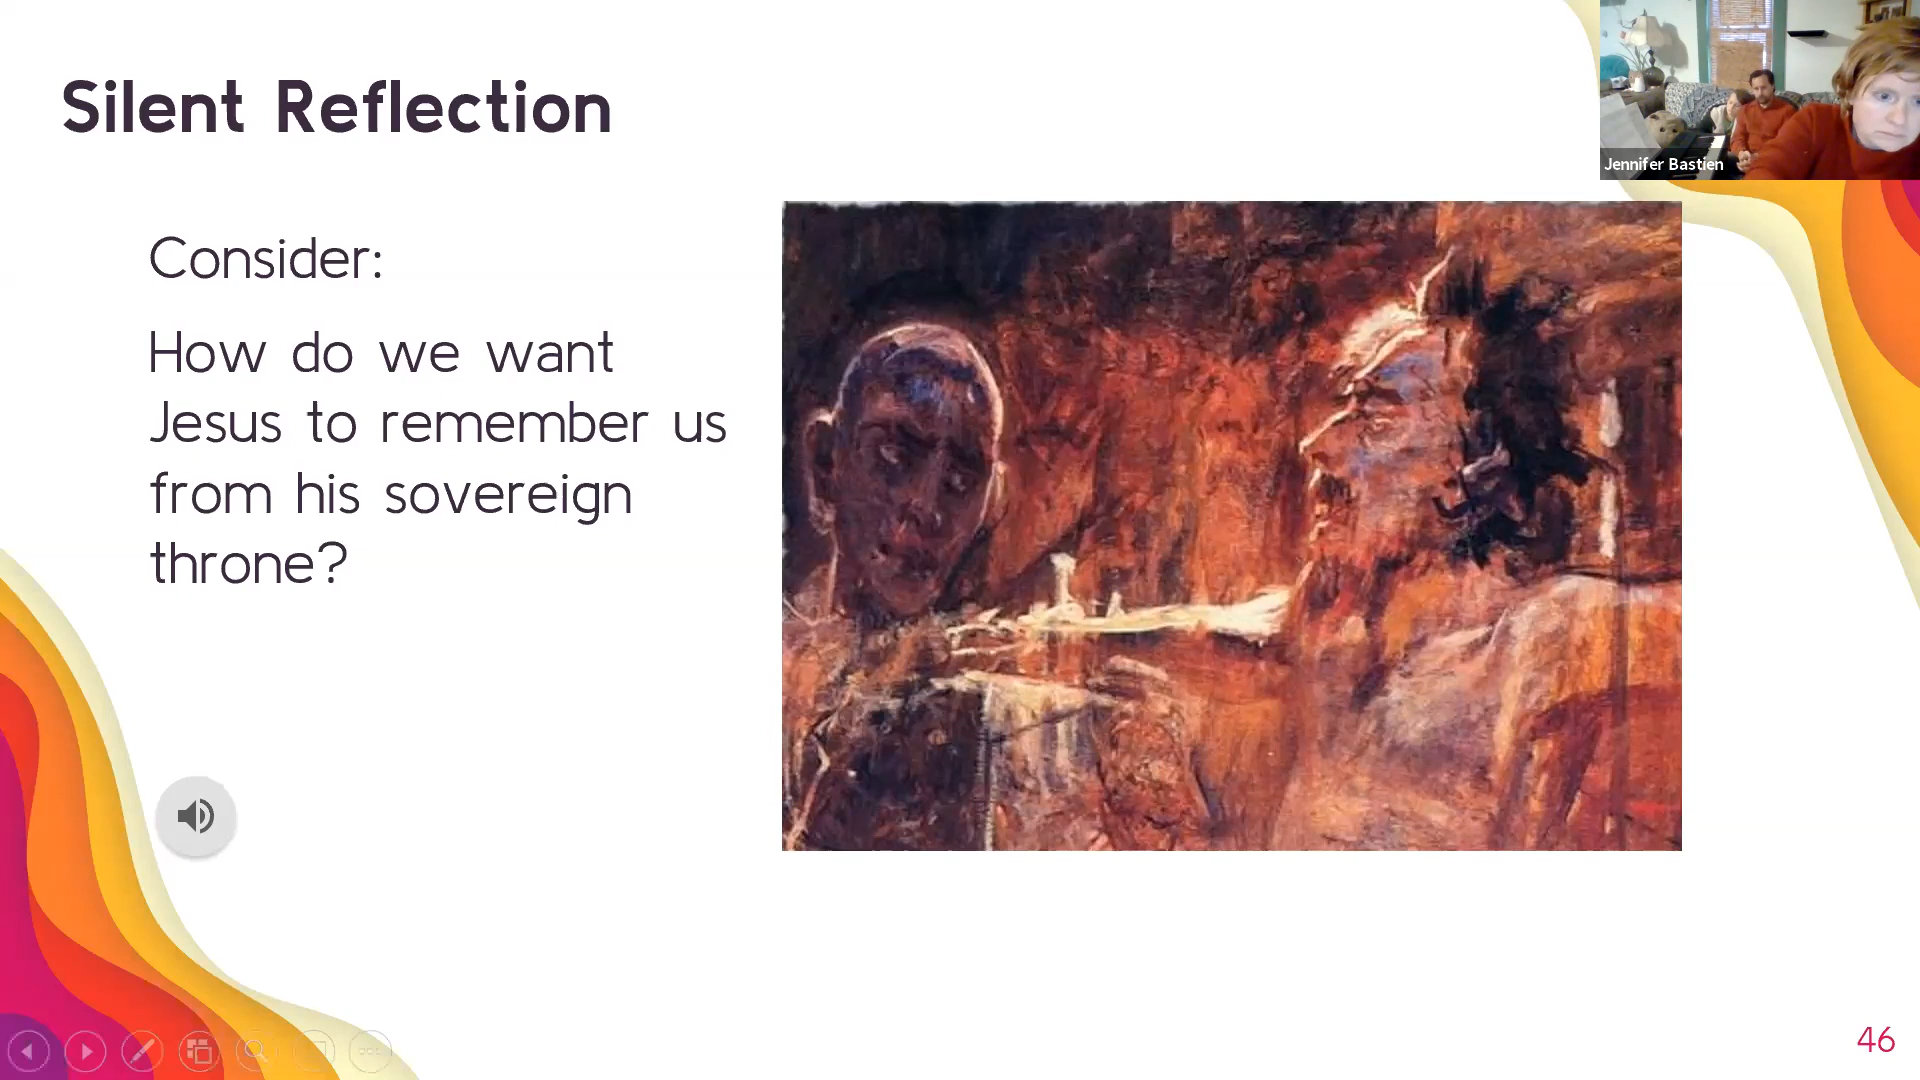 Silent Reflection
Jennifer Bastien
Consider:
How do we want
Jesus to remember us
from his sovereign
throne?
46